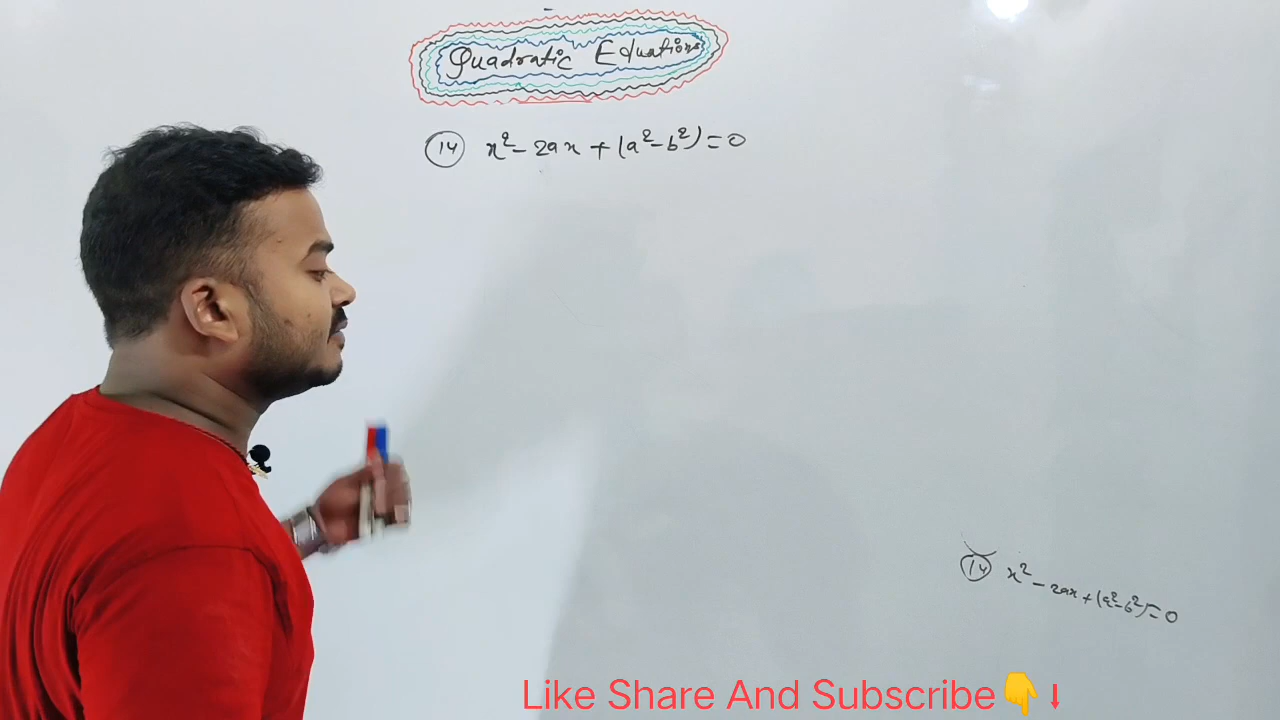 Quadratic Equations
(14) x² - 2ax + (a² - b²) = 0
(14) x² - 2ax + (a² - b²) = 0
Like Share And Subscribe👇⬇